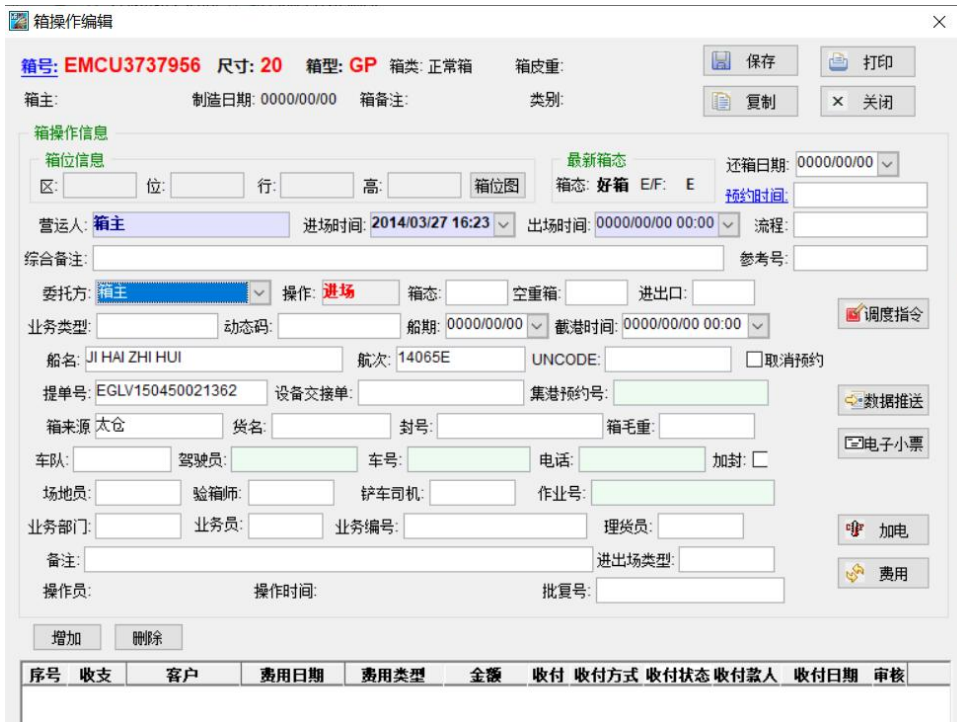 箱操作编辑
箱号: EMCU3737956 尺寸: 20 箱型: GP 箱类: 正常箱 箱皮重: 保存 打印
箱主: 制造日期: 0000/00/00 箱备注: 类别: 复制 关闭
箱操作信息
箱位信息 最新箱态 还箱日期: 0000/00/00
区: 位: 行: 高: 箱位图 箱态: 好箱 E/F: E 预约时间:
营运人: 箱主 进场时间: 2014/03/27 16:23 出场时间: 0000/00/00 00:00 流程:
综合备注: 参考号:
委托方: 箱主 操作: 进场 箱态: 空重箱: 进出口: 调度指令
业务类型: 动态码: 船期: 0000/00/00 截港时间: 0000/00/00 00:00
船名: JI HAI ZHI HUI 航次: 14065E UNCODE: 取消预约
提单号: EGLV150450021362 设备交接单: 集港预约号: 数据推送
箱来源 太仓 货名: 封号: 箱毛重: 电子小票
车队: 驾驶员: 车号: 电话: 加封:
场地员: 验箱师: 铲车司机: 作业号:
业务部门: 业务员: 业务编号: 理货员: 加电
备注: 进出场类型: 费用
操作员: 操作时间: 批复号:
增加 删除
序号 收支 客户 费用日期 费用类型 金额 收付 收付方式 收付状态 收付款人 收付日期 审核